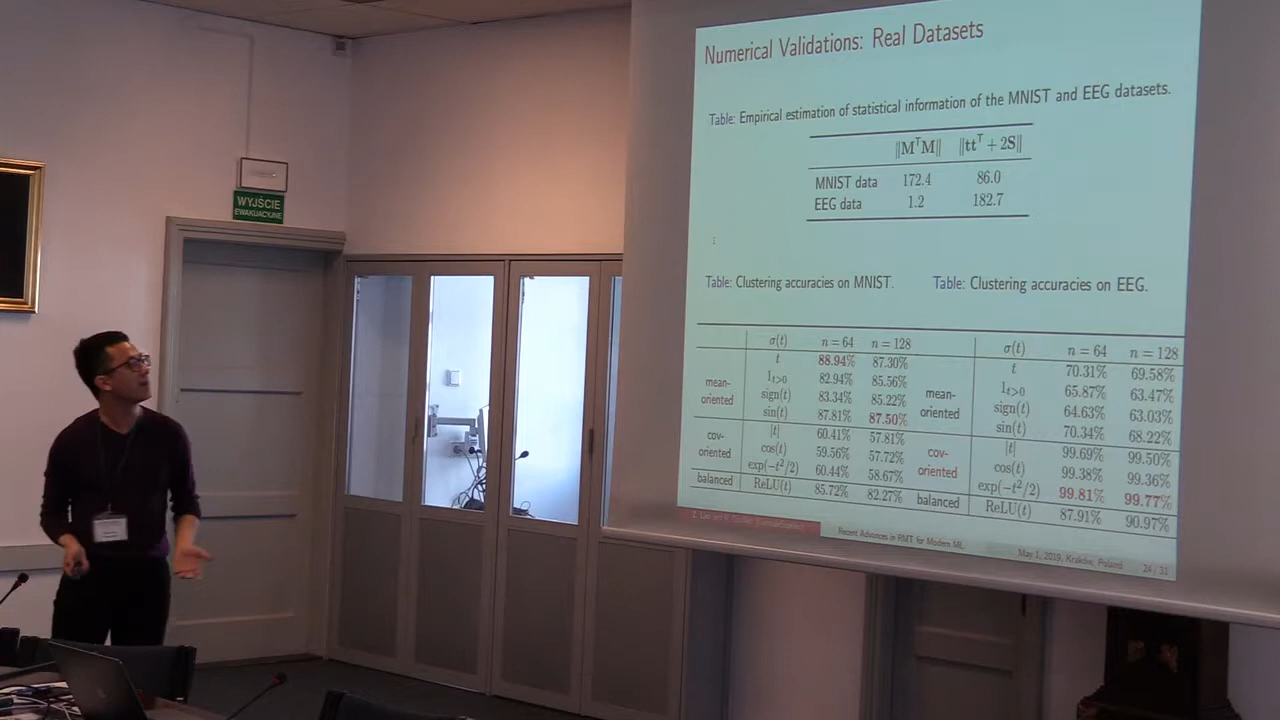 Numerical Validations: Real Datasets
Table: Empirical estimation of statistical information of the MNIST and EEG datasets.
‖MᵀM‖ ‖ttᵀ + 2S‖
MNIST data 172.4 86.0
EEG data 1.2 182.7
Table: Clustering accuracies on MNIST.
σ(t) n = 64 n = 128
mean-oriented
t 88.94% 87.30%
1t>0 82.94% 85.56%
sign(t) 83.34% 85.22%
sin(t) 87.81% 87.50%
cov-oriented
|t| 60.41% 57.81%
cos(t) 59.56% 57.72%
exp(−t²/2) 60.44% 58.67%
balanced ReLU(t) 85.72% 82.27%
Table: Clustering accuracies on EEG.
σ(t) n = 64 n = 128
mean-oriented
t 70.31% 69.58%
1t>0 65.87% 63.47%
sign(t) 64.63% 63.03%
sin(t) 70.34% 68.22%
cov-oriented
|t| 99.69% 99.50%
cos(t) 99.38% 99.36%
exp(−t²/2) 99.81% 99.77%
balanced ReLU(t) 87.91% 90.97%
Recent Advances in RMT for Modern ML
May 1, 2019, Kraków, Poland 24 / 31
WYJŚCIE
EWAKUACYJNE